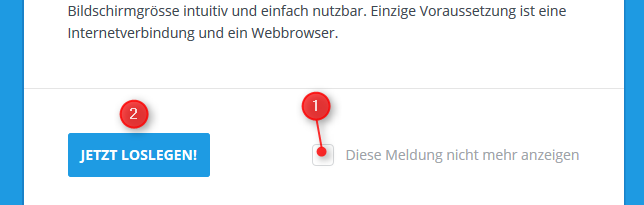 Bildschirmgrösse intuitiv und einfach nutzbar. Einzige Voraussetzung ist eine
Internetverbindung und ein Webbrowser.
2
1
JETZT LOSLEGEN!
Diese Meldung nicht mehr anzeigen